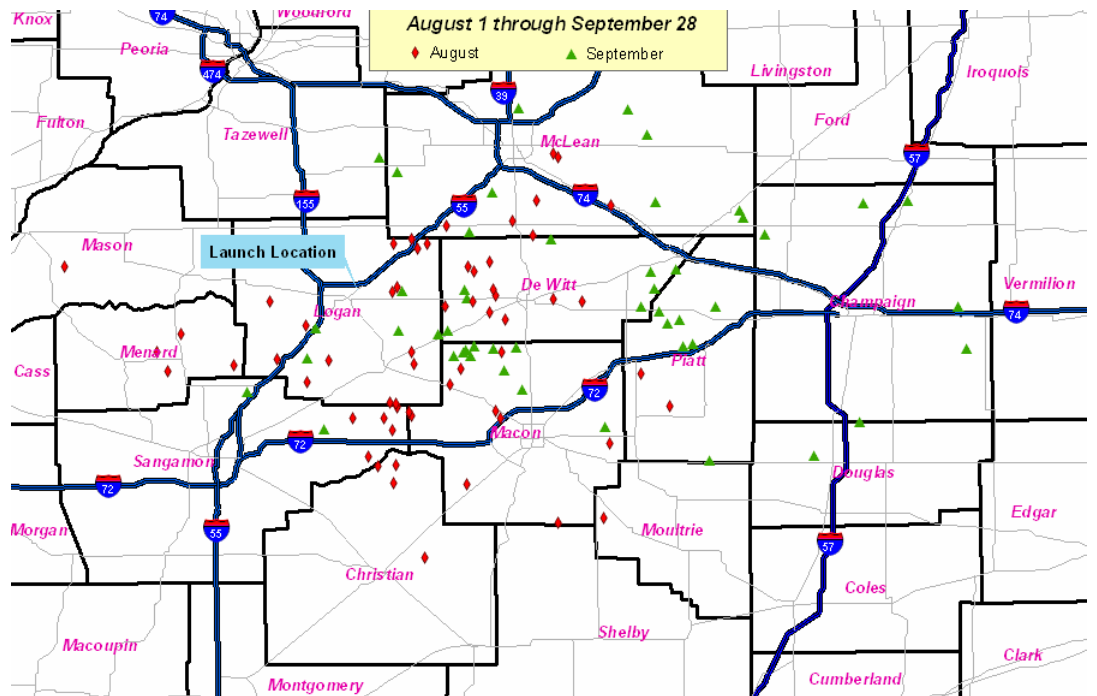 Knox
74
Woodford
August 1 through September 28
August
September
Peoria
474
39
Livingston
Iroquois
Fulton
Tazewell
McLean
Ford
57
155
55
74
Mason
Launch Location
De Witt
Vermilion
Logan
Champaign
74
Menard
Cass
Piatt
72
72
Macon
Sangamon
Douglas
72
Morgan
55
Moultrie
Edgar
57
Christian
Coles
Macoupin
Shelby
Clark
Montgomery
Cumberland